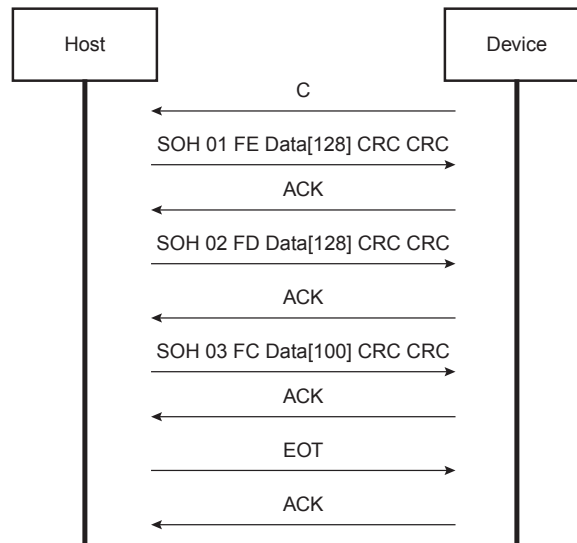 Host
Device
C
SOH 01 FE Data[128] CRC CRC
ACK
SOH 02 FD Data[128] CRC CRC
ACK
SOH 03 FC Data[100] CRC CRC
ACK
EOT
ACK